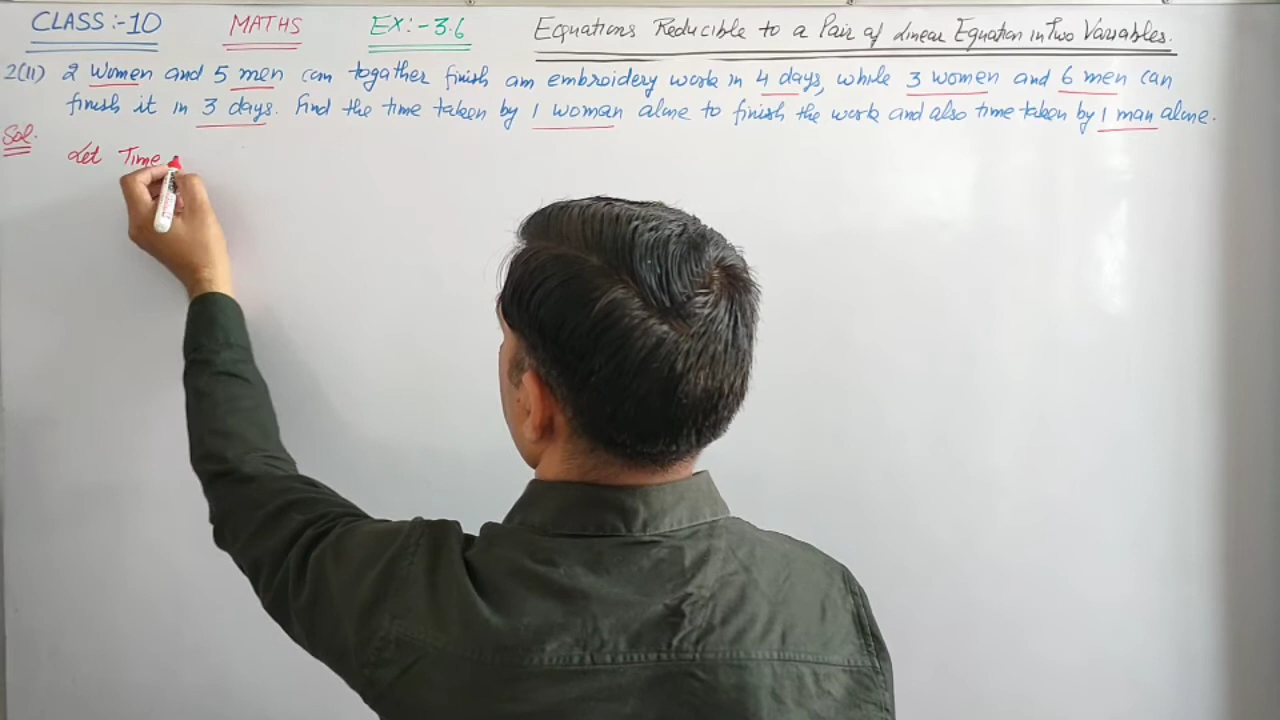 CLASS:-10 MATHS EX:-3.6 Equations Reducible to a Pair of Linear Equation in Two Variables.
2(11) 2 women and 5 men can togather finish am embroidery work in 4 days, while 3 women and 6 men can
finish it in 3 days. Find the time taken by 1 woman alone to finish the work and also time taken by 1 man alone.
Sol.
Let Time